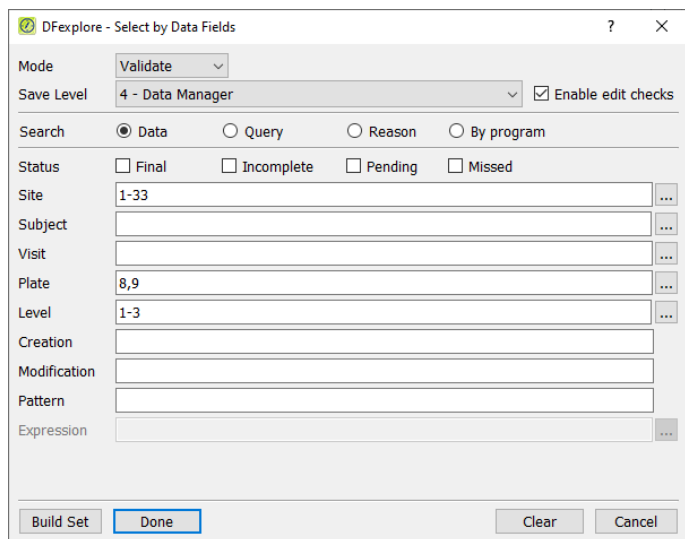 DFexplore - Select by Data Fields ? ×
Mode Validate
Save Level 4 - Data Manager Enable edit checks
Search Data Query Reason By program
Status Final Incomplete Pending Missed
Site 1-33 ...
Subject ...
Visit ...
Plate 8,9 ...
Level 1-3 ...
Creation
Modification
Pattern
Expression ...
Build Set Done Clear Cancel